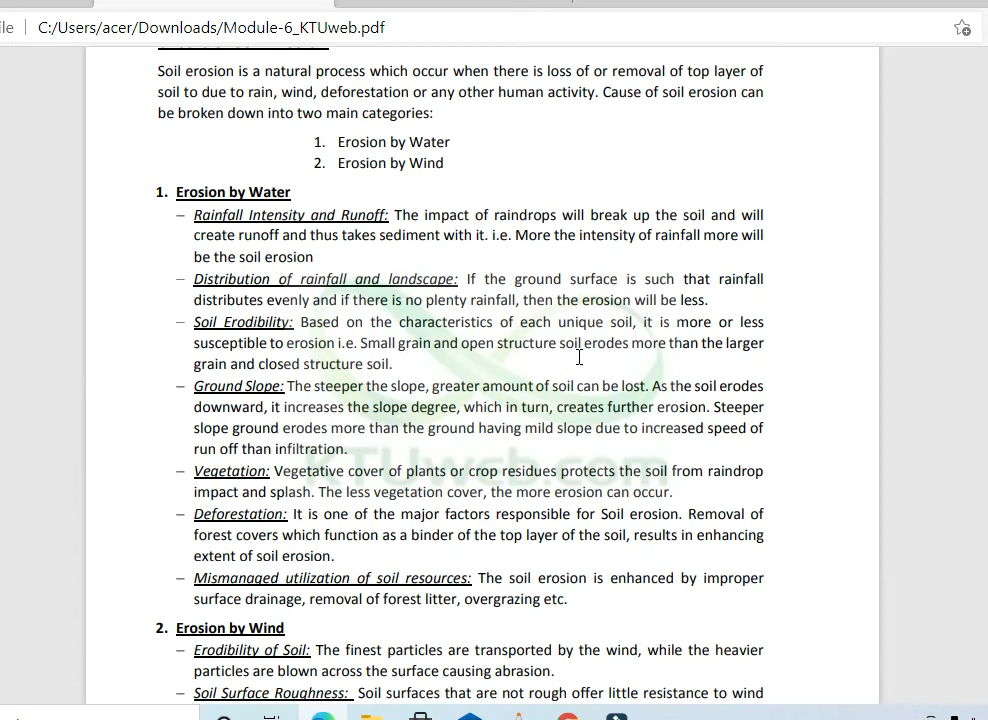 ile C:/Users/acer/Downloads/Module-6_KTUweb.pdf
Soil erosion is a natural process which occur when there is loss of or removal of top layer of
soil to due to rain, wind, deforestation or any other human activity. Cause of soil erosion can
be broken down into two main categories:
1. Erosion by Water
2. Erosion by Wind
1. Erosion by Water
– Rainfall Intensity and Runoff: The impact of raindrops will break up the soil and will
create runoff and thus takes sediment with it. i.e. More the intensity of rainfall more will
be the soil erosion
– Distribution of rainfall and landscape: If the ground surface is such that rainfall
distributes evenly and if there is no plenty rainfall, then the erosion will be less.
– Soil Erodibility: Based on the characteristics of each unique soil, it is more or less
susceptible to erosion i.e. Small grain and open structure soil erodes more than the larger
grain and closed structure soil.
– Ground Slope: The steeper the slope, greater amount of soil can be lost. As the soil erodes
downward, it increases the slope degree, which in turn, creates further erosion. Steeper
slope ground erodes more than the ground having mild slope due to increased speed of
run off than infiltration.
KTUweb.com
– Vegetation: Vegetative cover of plants or crop residues protects the soil from raindrop
impact and splash. The less vegetation cover, the more erosion can occur.
– Deforestation: It is one of the major factors responsible for Soil erosion. Removal of
forest covers which function as a binder of the top layer of the soil, results in enhancing
extent of soil erosion.
– Mismanaged utilization of soil resources: The soil erosion is enhanced by improper
surface drainage, removal of forest litter, overgrazing etc.
2. Erosion by Wind
– Erodibility of Soil: The finest particles are transported by the wind, while the heavier
particles are blown across the surface causing abrasion.
– Soil Surface Roughness: Soil surfaces that are not rough offer little resistance to wind